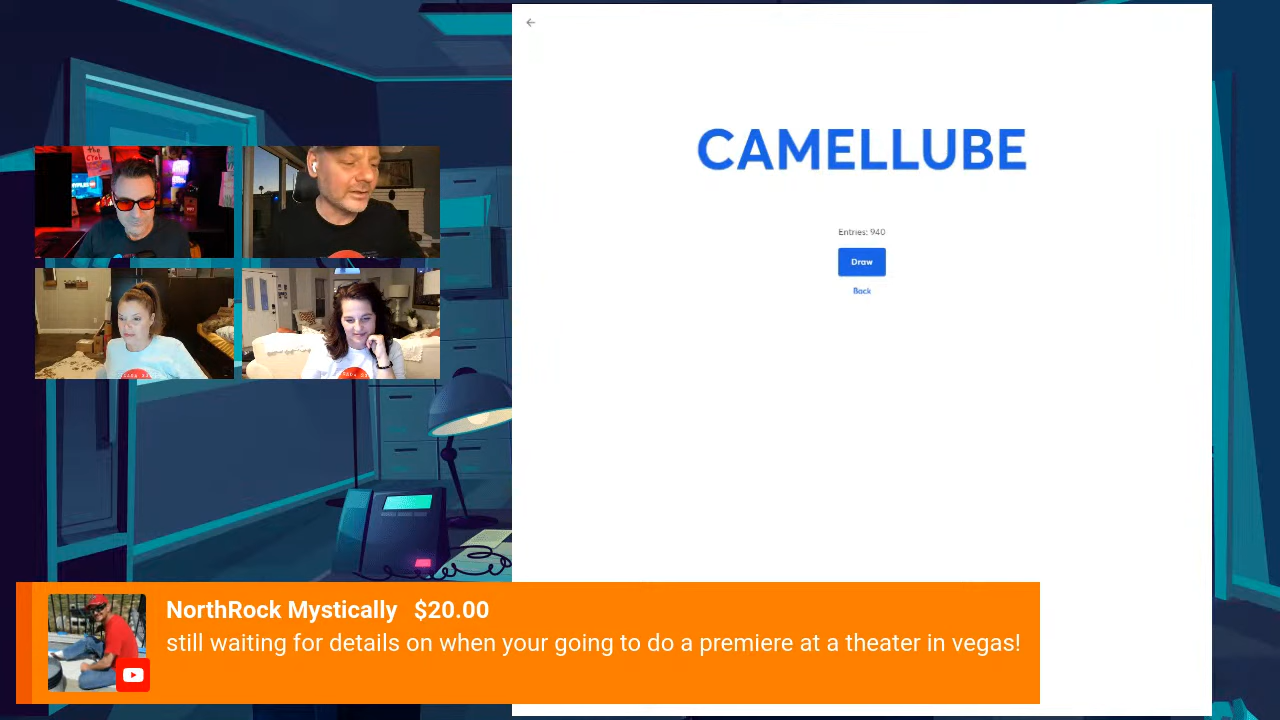 CAMELLUBE
Entries: 940
Draw
Back
NorthRock Mystically $20.00
still waiting for details on when your going to do a premiere at a theater in vegas!